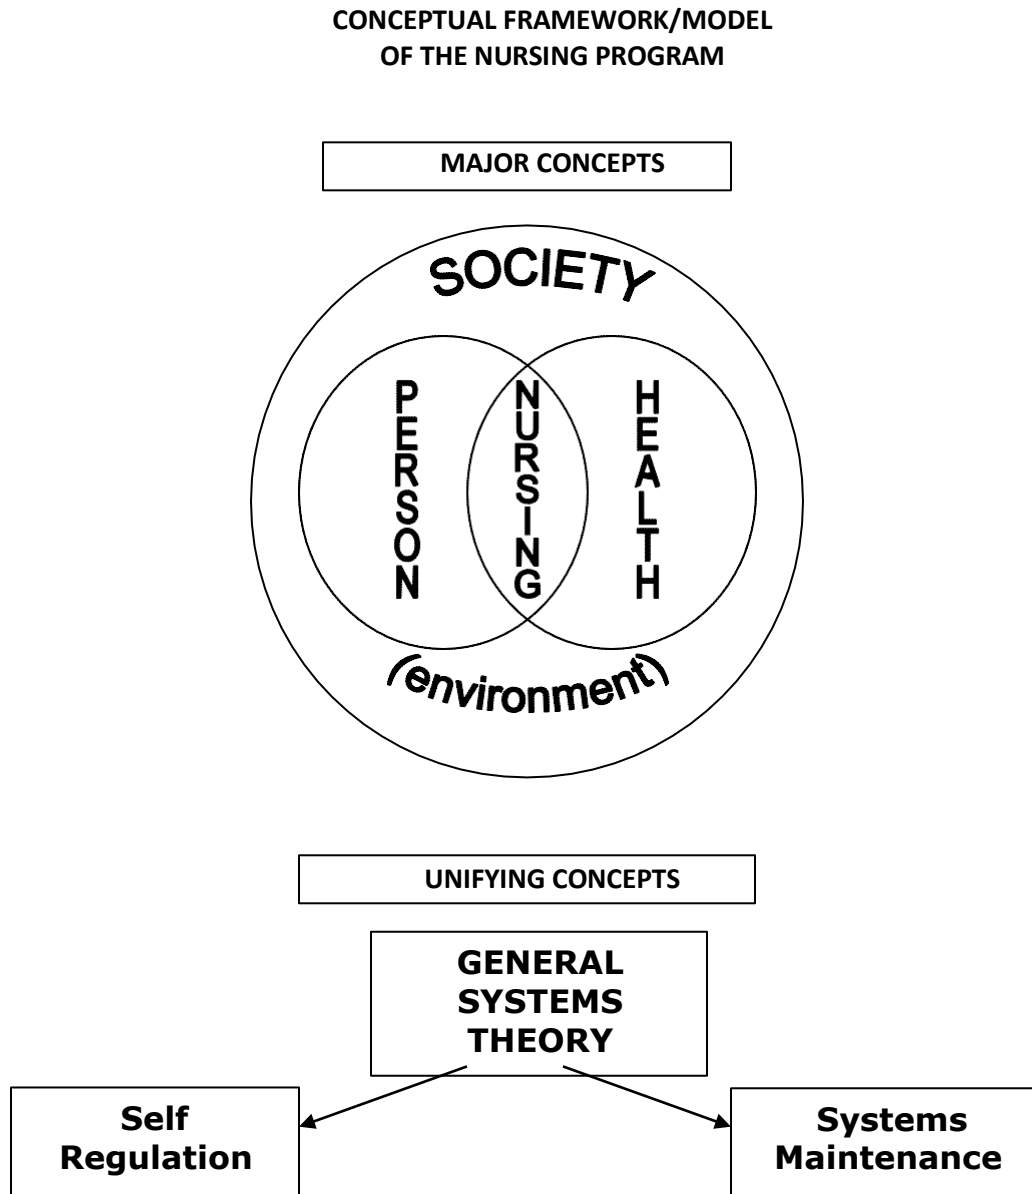 CONCEPTUAL FRAMEWORK/MODEL
OF THE NURSING PROGRAM
MAJOR CONCEPTS
SOCIETY
PERSON
NURSING
HEALTH
(environment)
UNIFYING CONCEPTS
GENERAL
SYSTEMS
THEORY
Self
Regulation
Systems
Maintenance